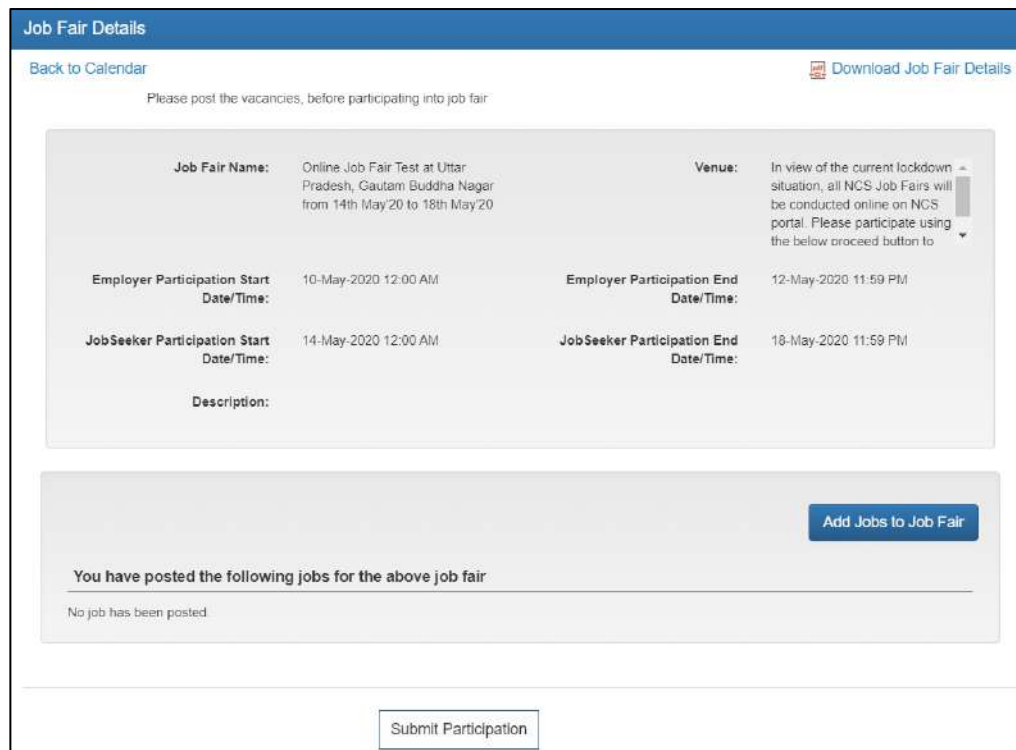 Job Fair Details
Back to Calendar
Download Job Fair Details
Please post the vacancies, before participating into job fair
Job Fair Name:
Online Job Fair Test at Uttar
Pradesh, Gautam Buddha Nagar
from 14th May'20 to 18th May'20
Venue:
In view of the current lockdown
situation, all NCS Job Fairs will
be conducted online on NCS
portal. Please participate using
the below proceed button to
Employer Participation Start
Date/Time:
10-May-2020 12:00 AM
Employer Participation End
Date/Time:
12-May-2020 11:59 PM
JobSeeker Participation Start
Date/Time:
14-May-2020 12:00 AM
JobSeeker Participation End
Date/Time:
18-May-2020 11:59 PM
Description:
Add Jobs to Job Fair
You have posted the following jobs for the above job fair
No job has been posted.
Submit Participation